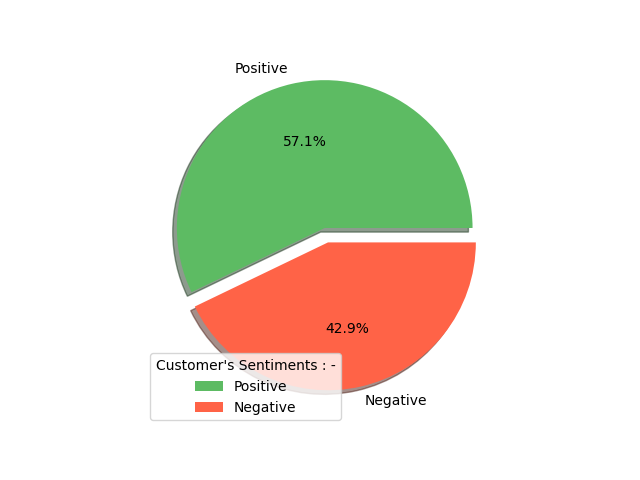 Positive
57.1%
42.9%
Customer's Sentiments : -
Positive
Negative
Negative